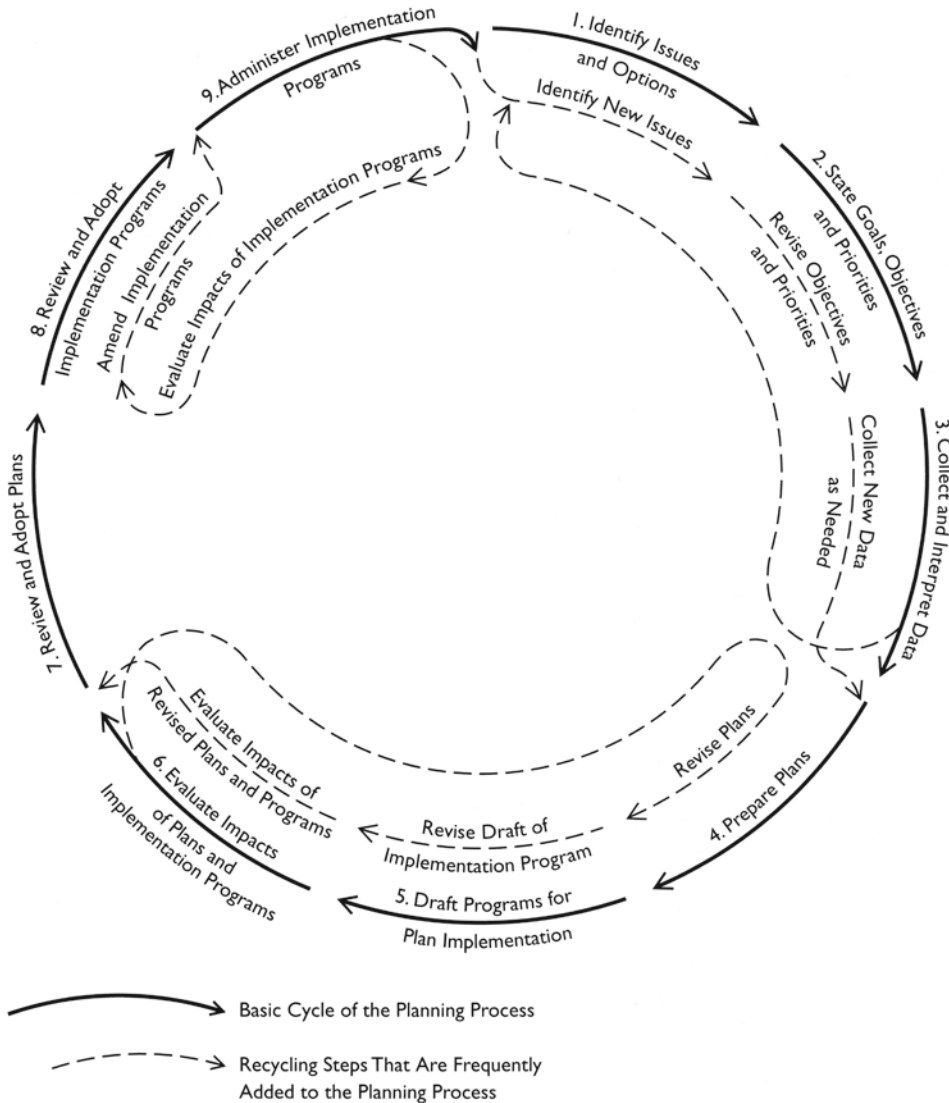 1. Identify Issues
and Options
Identify New Issues
2. State Goals, Objectives
and Priorities
Revise Objectives
and Priorities
3. Collect and Interpret Data
Collect New Data
as Needed
4. Prepare Plans
Revise Plans
5. Draft Programs for
Plan Implementation
Revise Draft of
Implementation Program
6. Evaluate Impacts
of Plans and
Implementation Programs
Evaluate Impacts of
Revised Plans and Programs
7. Review and Adopt Plans
8. Review and Adopt
Implementation Programs
Amend Implementation
Programs
9. Administer Implementation
Programs
Evaluate Impacts of Implementation Programs
Basic Cycle of the Planning Process
Recycling Steps That Are Frequently
Added to the Planning Process